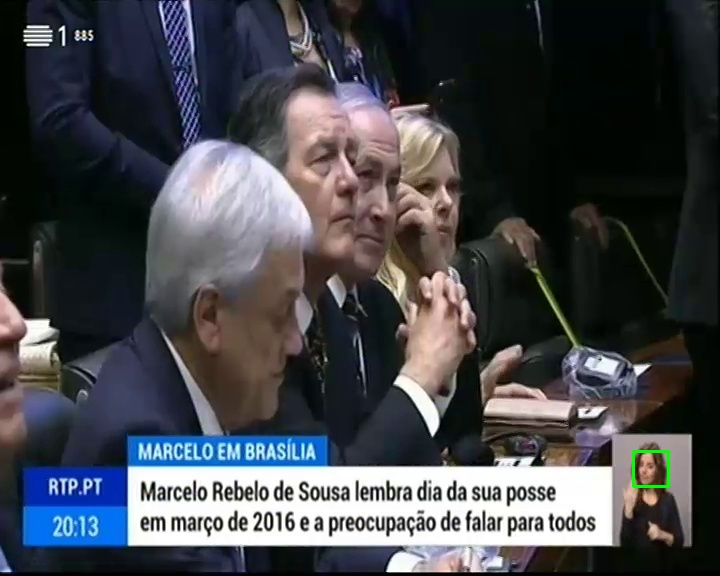 1 885
MARCELO EM BRASÍLIA
RTP.PT
Marcelo Rebelo de Sousa lembra dia da sua posse
20:13
em março de 2016 e a preocupação de falar para todos